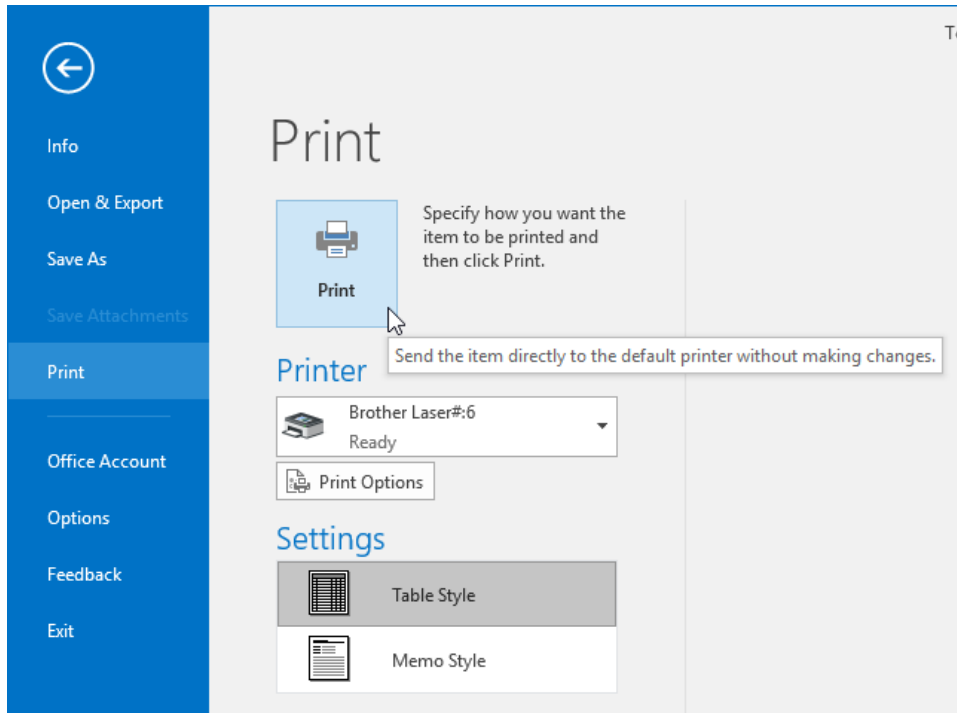 Info
Open & Export
Save As
Save Attachments
Print
Office Account
Options
Feedback
Exit
Print
Print
Specify how you want the
item to be printed and
then click Print.
Send the item directly to the default printer without making changes.
Printer
Brother Laser#:6
Ready
Print Options
Settings
Table Style
Memo Style